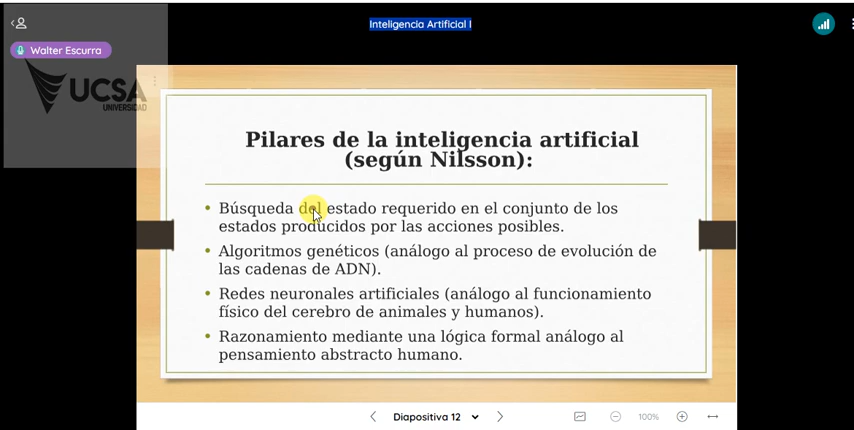 Inteligencia Artificial I
Walter Escurra
UCSA
UNIVERSIDAD
Pilares de la inteligencia artificial
(según Nilsson):
• Búsqueda del estado requerido en el conjunto de los
estados producidos por las acciones posibles.
• Algoritmos genéticos (análogo al proceso de evolución de
las cadenas de ADN).
• Redes neuronales artificiales (análogo al funcionamiento
físico del cerebro de animales y humanos).
• Razonamiento mediante una lógica formal análogo al
pensamiento abstracto humano.
Diapositiva 12
100%